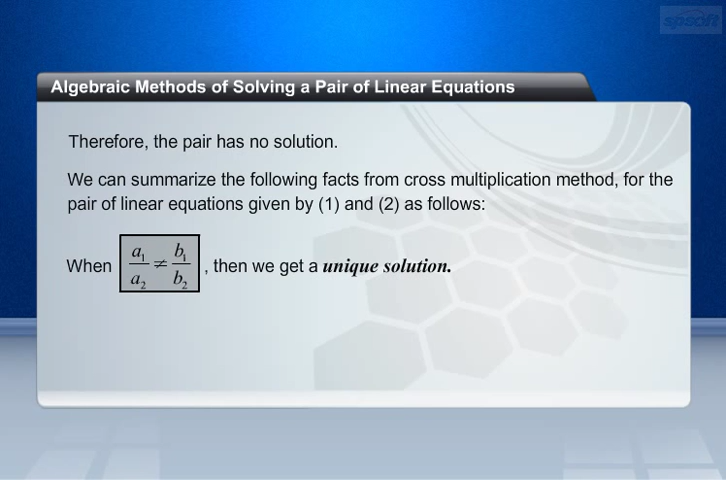 spsoft
Algebraic Methods of Solving a Pair of Linear Equations
Therefore, the pair has no solution.
We can summarize the following facts from cross multiplication method, for the
pair of linear equations given by (1) and (2) as follows:
When a₁/a₂ ≠ b₁/b₂ , then we get a unique solution.